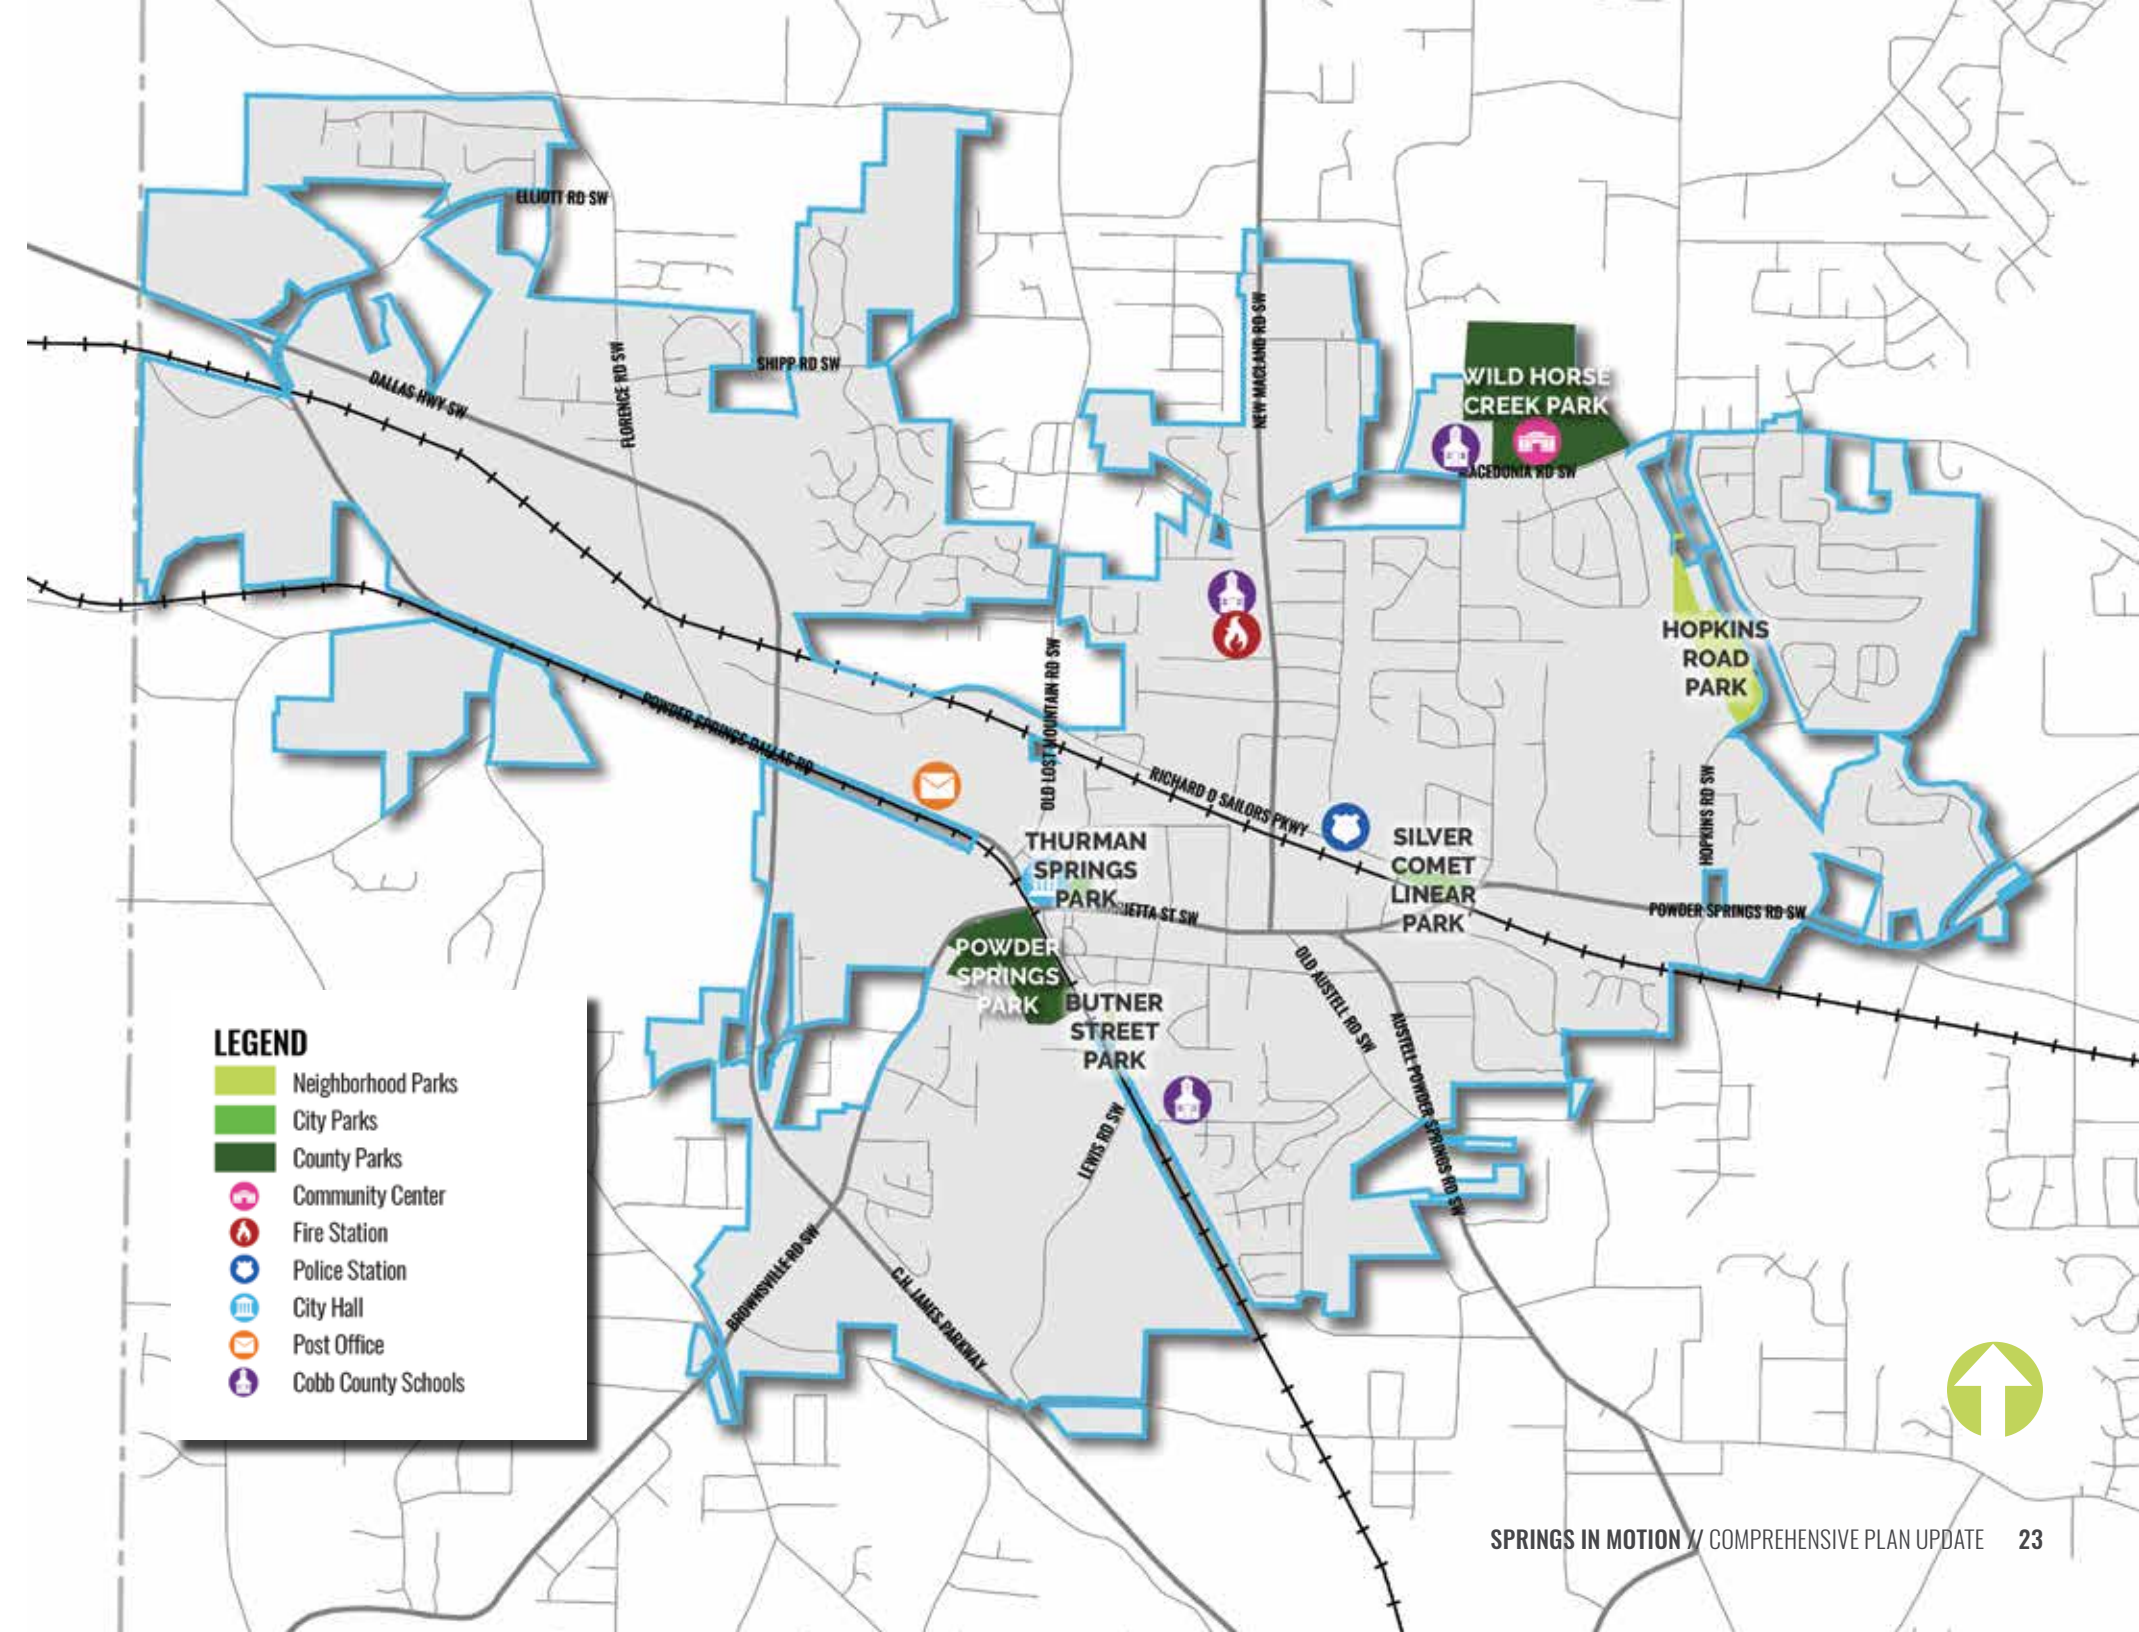 ELLIOTT RD SW
SHIPP RD SW
DALLAS HWY SW
FLORENCE RD SW
NEW MACLAND RD SW
WILD HORSE
CREEK PARK
ACEDONIA RD SW
HOPKINS
ROAD
PARK
OLD LOST MOUNTAIN RD SW
POWDER SPRINGS DALLAS RD
RICHARD D SAILORS PKWY
HOPKINS RD SW
THURMAN
SPRINGS
PARK
SILVER
COMET
LINEAR
PARK
IETTA ST SW
POWDER SPRINGS RD SW
POWDER
SPRINGS
PARK
BUTNER
STREET
PARK
OLD AUSTELL RD SW
AUSTELL POWDER SPRINGS RD SW
LEWIS RD SW
BROWNSVILLE RD SW
C.H. JAMES PARKWAY
LEGEND
Neighborhood Parks
City Parks
County Parks
Community Center
Fire Station
Police Station
City Hall
Post Office
Cobb County Schools
SPRINGS IN MOTION // COMPREHENSIVE PLAN UPDATE 23